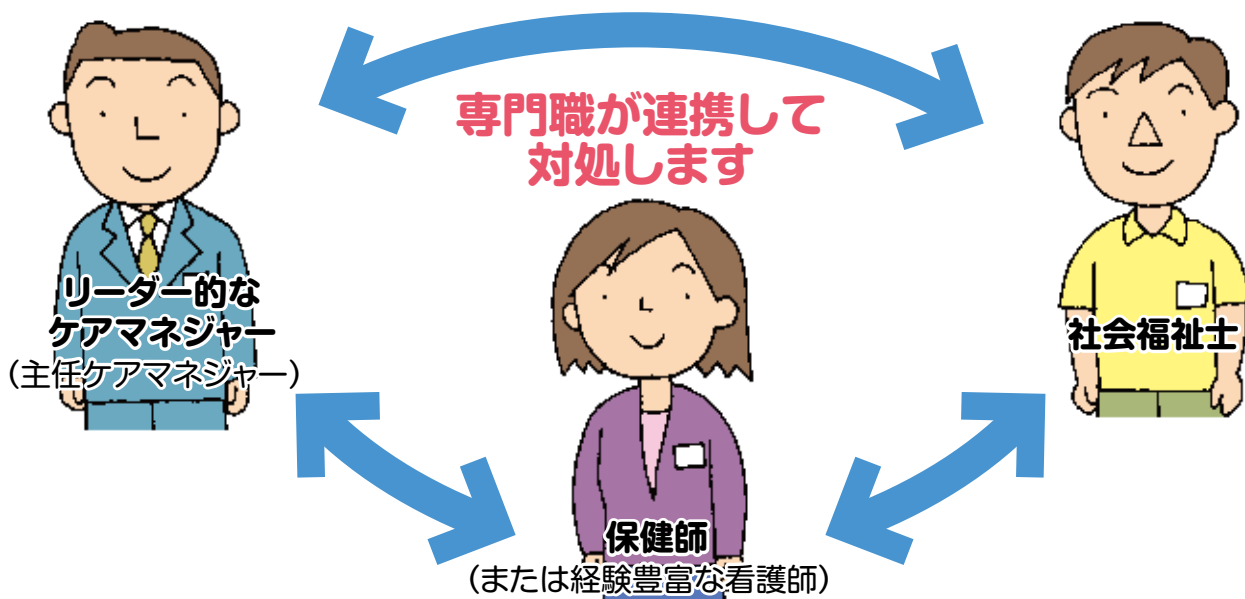 専門職が連携して
対処します
リーダー的な
ケアマネジャー
（主任ケアマネジャー）
社会福祉士
保健師
（または経験豊富な看護師）